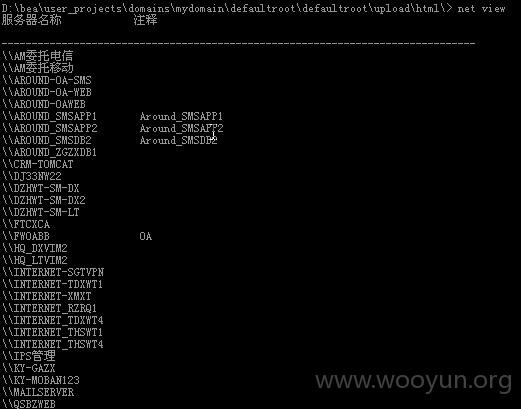 D:\bea\user_projects\domains\mydomain\defaultroot\defaultroot\upload\html\> net view
服务器名称 注释
-------------------------------------------------------------------------------
\\AM委托电信
\\AM委托移动
\\AROUND-OA-SMS
\\AROUND-OA-WEB
\\AROUND-OAWEB
\\AROUND_SMSAPP1 Around_SMSAPP1
\\AROUND_SMSAPP2 Around_SMSAPP2
\\AROUND_SMSDB2 Around_SMSDB2
\\AROUND_ZGZXDB1
\\CRM-TOMCAT
\\DJ33NW22
\\DZHWT-SM-DX
\\DZHWT-SM-DX2
\\DZHWT-SM-LT
\\FTCXCA
\\FWOABB OA
\\HQ_DXVIM2
\\HQ_LTVIM2
\\INTERNET-SGTVPN
\\INTERNET-TDXWT1
\\INTERNET-XMXT
\\INTERNET_RZRQ1
\\INTERNET_TDXWT4
\\INTERNET_THSWT1
\\INTERNET_THSWT4
\\IPS管理
\\KY-GAZX
\\KY-MOBAN123
\\MAILSERVER
\\QSBZWEB
www.wooyun.org